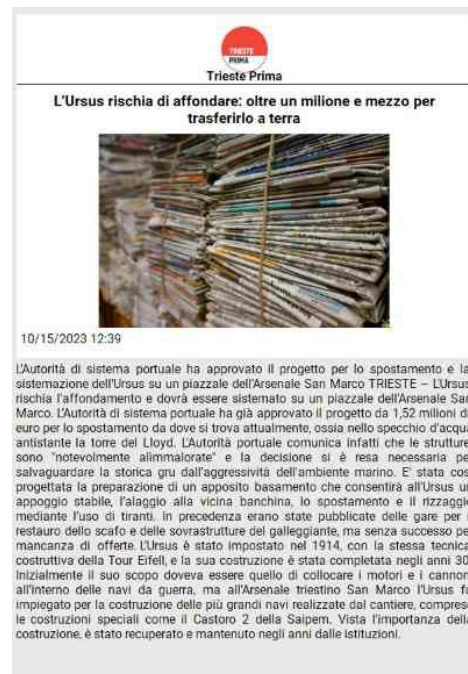 TRIESTE
PRIMA
Trieste Prima
L'Ursus rischia di affondare: oltre un milione e mezzo per
trasferirlo a terra
10/15/2023 12:39
L'Autorità di sistema portuale ha approvato il progetto per lo spostamento e la
sistemazione dell'Ursus su un piazzale dell'Arsenale San Marco TRIESTE – L'Ursus
rischia l'affondamento e dovrà essere sistemato su un piazzale dell'Arsenale San
Marco. L'Autorità di sistema portuale ha già approvato il progetto da 1,52 milioni di
euro per lo spostamento da dove si trova attualmente, ossia nello specchio d'acqua
antistante la torre del Lloyd. L'Autorità portuale comunica infatti che le strutture
sono "notevolmente alimmalorate" e la decisione si è resa necessaria per
salvaguardare la storica gru dall'aggressività dell'ambiente marino. E' stata così
progettata la preparazione di un apposito basamento che consentirà all'Ursus un
appoggio stabile, l'alaggio alla vicina banchina, lo spostamento e il rizzaggio
mediante l'uso di tiranti. In precedenza erano state pubblicate delle gare per i
restauro dello scafo e delle sovrastrutture del galleggiante, ma senza successo per
mancanza di offerte. L'Ursus è stato impostato nel 1914, con la stessa tecnica
costruttiva della Tour Eifell, e la sua costruzione è stata completata negli anni 30.
Inizialmente il suo scopo doveva essere quello di collocare i motori e i cannoni
all'interno delle navi da guerra, ma all'Arsenale triestino San Marco l'Ursus fu
impiegato per la costruzione delle più grandi navi realizzate dal cantiere, comprese
le costruzioni speciali come il Castoro 2 della Saipem. Vista l'importanza della
costruzione, è stato recuperato e mantenuto negli anni dalle istituzioni.